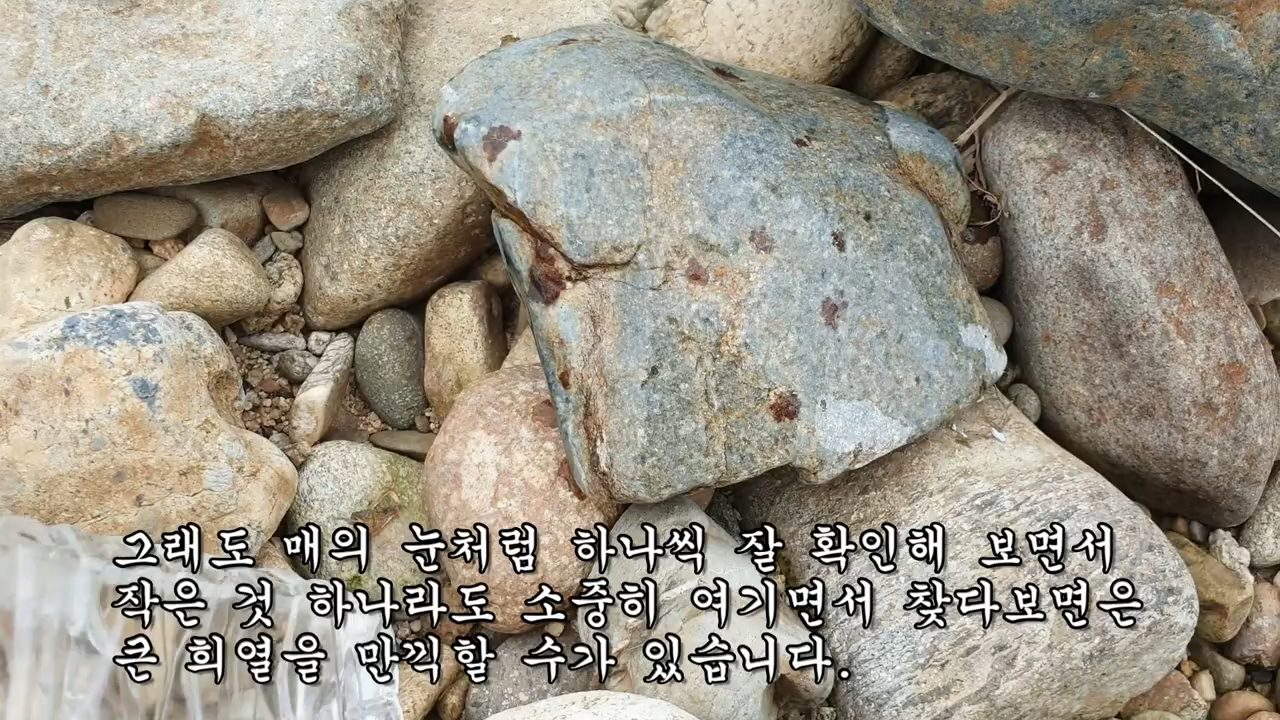 그래도 매의 눈처럼 하나씩 잘 확인해 보면서
작은 것 하나라도 소중히 여기면서 찾다보면은
큰 희열을 만끽할 수가 있습니다.